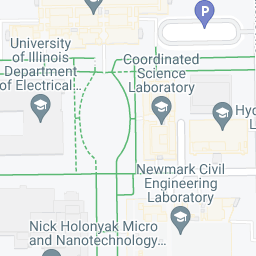 P
University
of Illinois
Department
of Electrical...
Coordinated
Science
Laboratory
Hy
Newmark Civil
Engineering
Laboratory
Nick Holonyak Micro
and Nanotechnology...